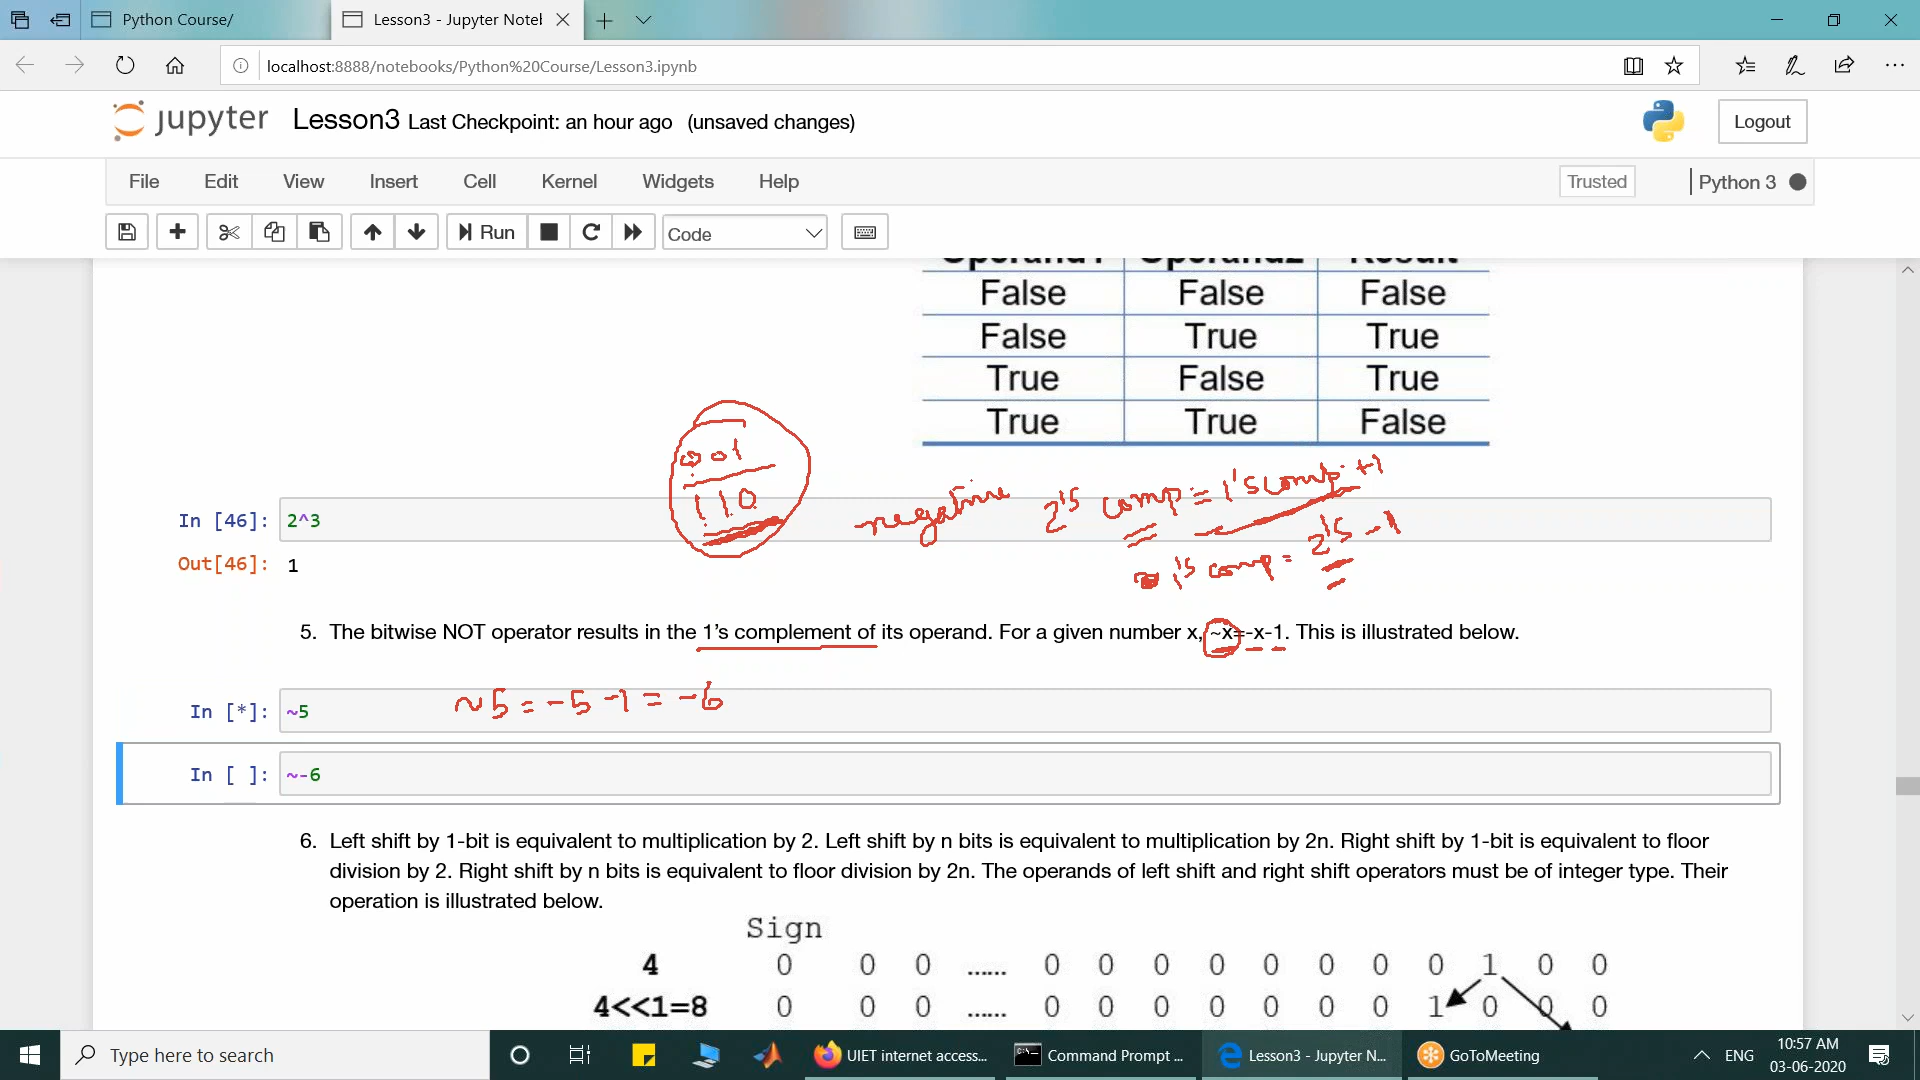 Python Course/
Lesson3 - Jupyter Notel
localhost:8888/notebooks/Python%20Course/Lesson3.ipynb
jupyter Lesson3 Last Checkpoint: an hour ago (unsaved changes)
Logout
File Edit View Insert Cell Kernel Widgets Help
Trusted Python 3
Run Code
Operand1 Operand2 Result
False False False
False True True
True False True
True True False
001
110
negative 2's comp = 1's comp +1
1's comp = 2's -1
In [46]: 2^3
Out[46]: 1
5. The bitwise NOT operator results in the 1's complement of its operand. For a given number x, ~x=-x-1. This is illustrated below.
~5 = -5 -1 = -6
In [*]: ~5
In [ ]: ~-6
6. Left shift by 1-bit is equivalent to multiplication by 2. Left shift by n bits is equivalent to multiplication by 2n. Right shift by 1-bit is equivalent to floor
division by 2. Right shift by n bits is equivalent to floor division by 2n. The operands of left shift and right shift operators must be of integer type. Their
operation is illustrated below.
Sign
4 0 0 0 ...... 0 0 0 0 0 0 0 0 1 0 0
4<<1=8 0 0 0 ...... 0 0 0 0 0 0 0 1 0 0 0
Type here to search
UIET internet access...
Command Prompt ...
Lesson3 - Jupyter N...
GoToMeeting
ENG
10:57 AM
03-06-2020